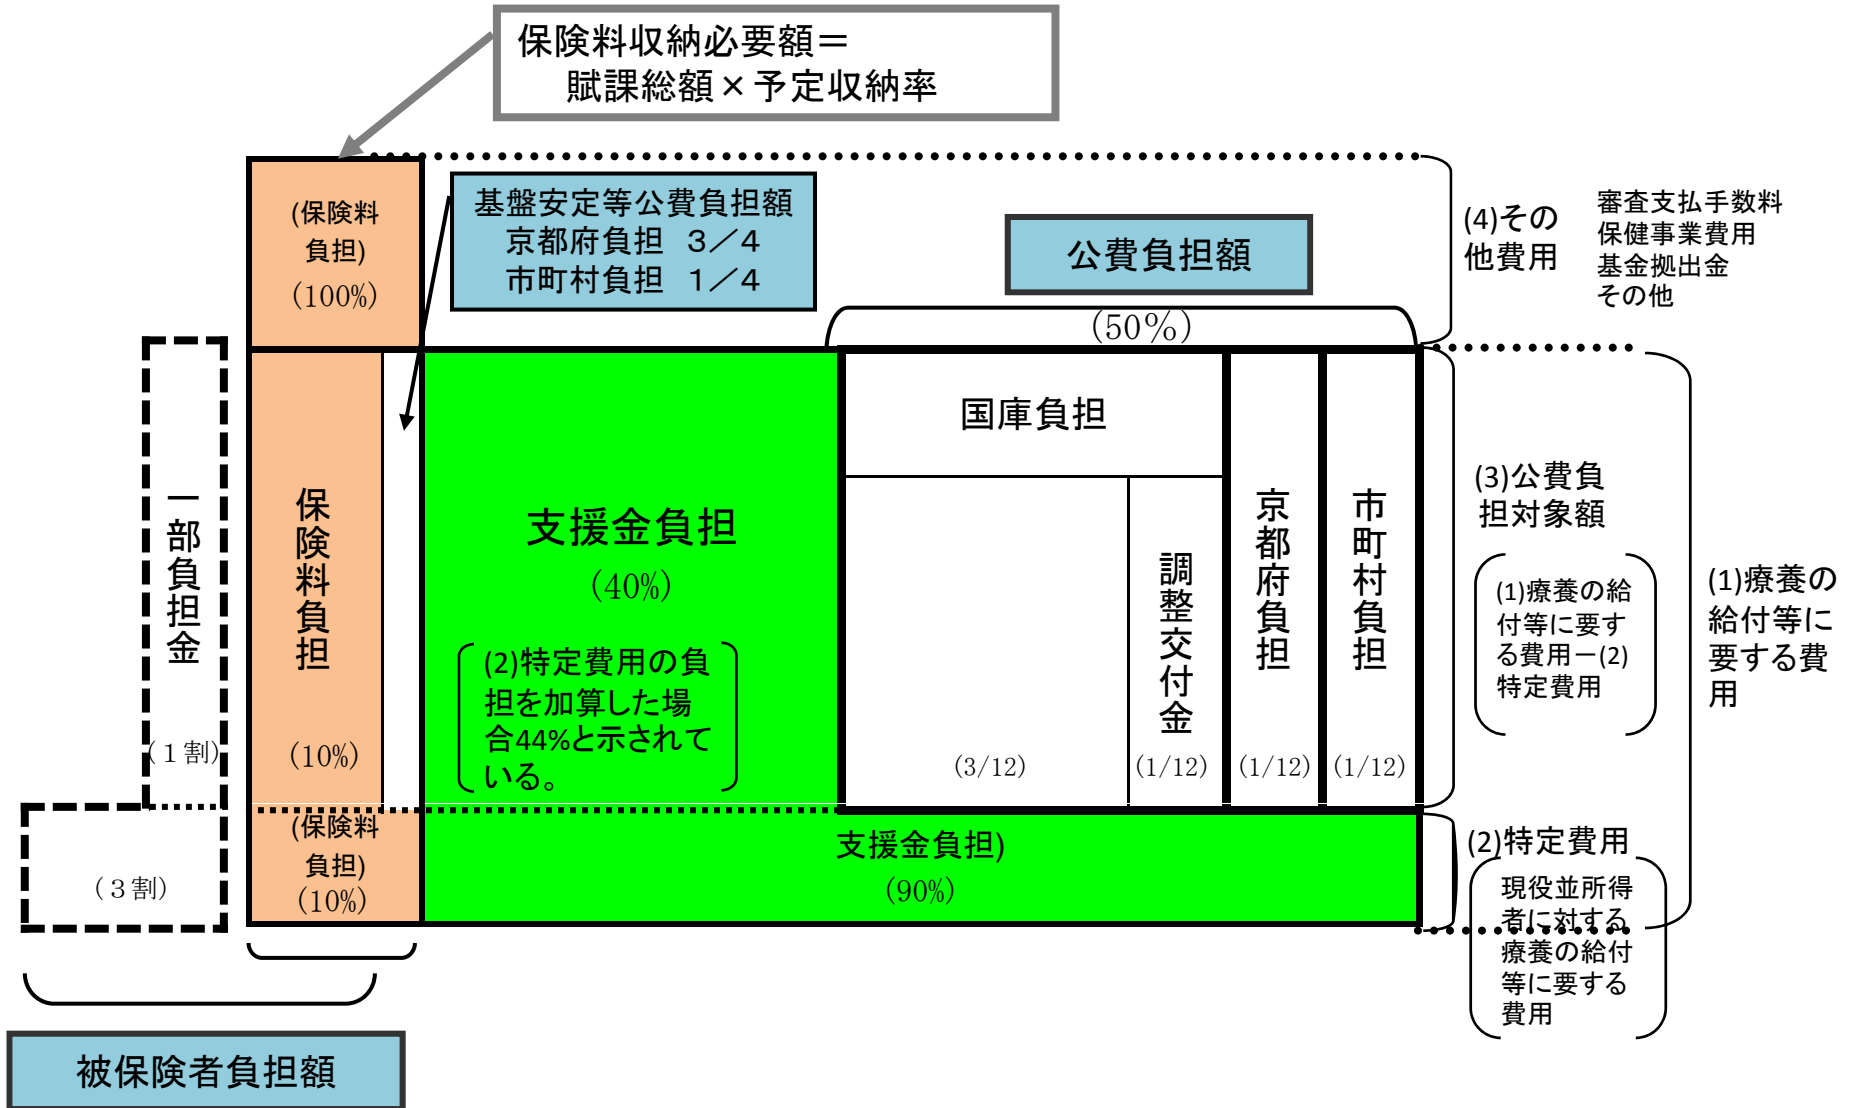 保険料収納必要額＝
賦課総額×予定収納率
(保険料
負担)
(100%)
基盤安定等公費負担額
京都府負担 3／4
市町村負担 1／4
公費負担額
(50%)
(4)その
他費用
審査支払手数料
保健事業費用
基金拠出金
その他
一部負担金
(1割)
(3割)
保険料負担
(10%)
支援金負担
(40%)
(2)特定費用の負
担を加算した場
合44%と示されて
いる。
国庫負担
(3/12)
調整交付金
(1/12)
京都府負担
(1/12)
市町村負担
(1/12)
(3)公費負
担対象額
(1)療養の給
付等に要す
る費用－(2)
特定費用
(1)療養の
給付等に
要する費
用
(保険料
負担)
(10%)
支援金負担)
(90%)
(2)特定費用
現役並所得
者に対する
療養の給付
等に要する
費用
被保険者負担額